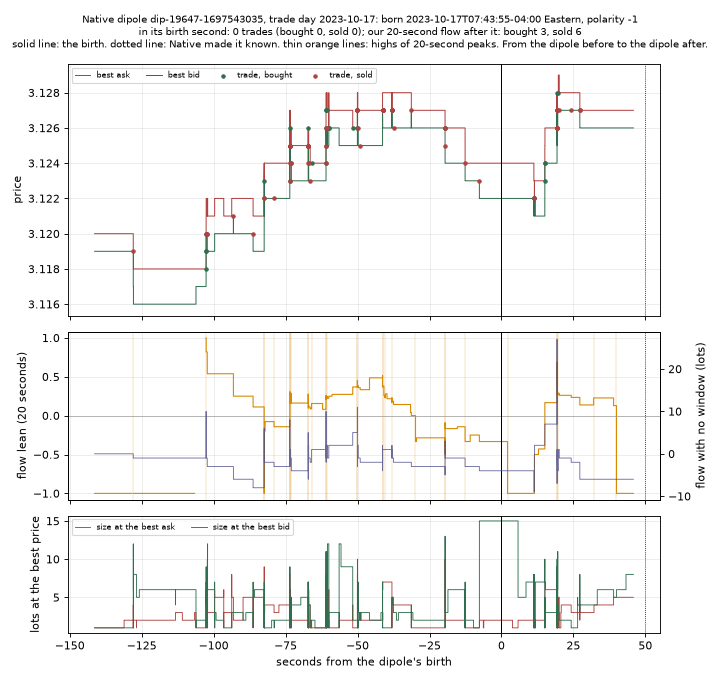 Native dipole dip-19647-1697543035, trade day 2023-10-17: born 2023-10-17T07:43:55-04:00 Eastern, polarity -1
in its birth second: 0 trades (bought 0, sold 0); our 20-second flow after it: bought 3, sold 6
solid line: the birth. dotted line: Native made it known. thin orange lines: highs of 20-second peaks. From the dipole before to the dipole after.
best ask best bid trade, bought trade, sold
3.128
3.126
3.124
3.122
3.120
3.118
3.116
price
1.0
0.5
0.0
−0.5
−1.0
flow lean (20 seconds)
20
10
0
−10
flow with no window (lots)
size at the best ask size at the best bid
15
10
5
lots at the best price
−150 −125 −100 −75 −50 −25 0 25 50
seconds from the dipole's birth